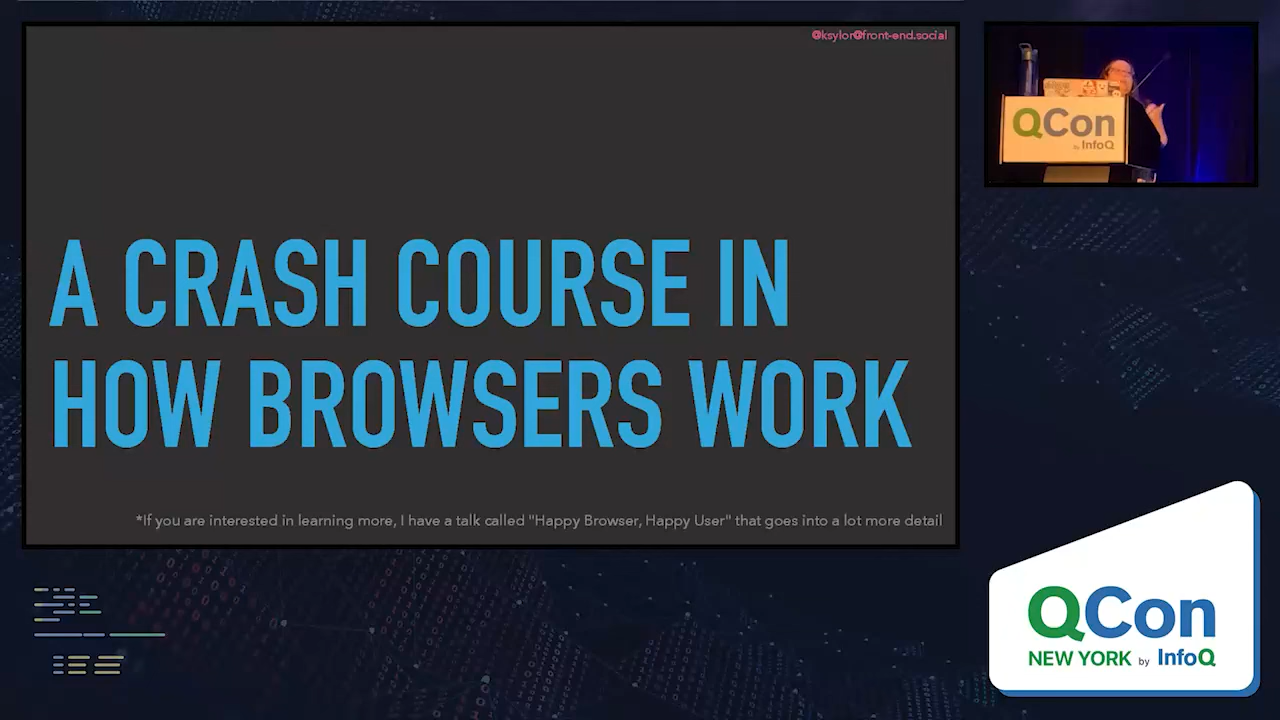 @ksylor@front-end.social
A CRASH COURSE IN
HOW BROWSERS WORK
*If you are interested in learning more, I have a talk called "Happy Browser, Happy User" that goes into a lot more detail
QCon
by InfoQ
QCon
NEW YORK by InfoQ